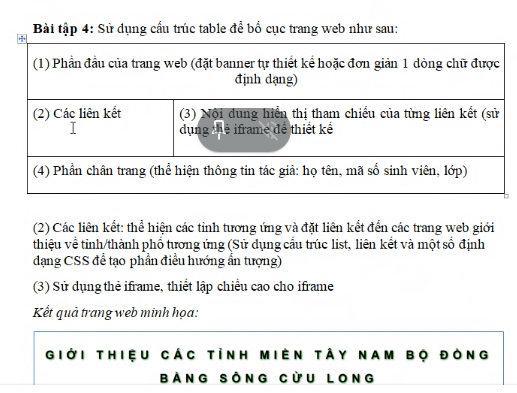 Bài tập 4: Sử dụng cấu trúc table để bố cục trang web như sau:
(1) Phần đầu của trang web (đặt banner tự thiết kế hoặc đơn giản 1 dòng chữ được
định dạng)
(2) Các liên kết
(3) Nội dung hiển thị tham chiếu của từng liên kết (sử
dụng thẻ iframe để thiết kế
(4) Phần chân trang (thể hiện thông tin tác giả: họ tên, mã số sinh viên, lớp)
(2) Các liên kết: thể hiện các tỉnh tương ứng và đặt liên kết đến các trang web giới
thiệu về tỉnh/thành phố tương ứng (Sử dụng cấu trúc list, liên kết và một số định
dạng CSS để tạo phần điều hướng ấn tượng)
(3) Sử dụng thẻ iframe, thiết lập chiều cao cho iframe
Kết quả trang web minh họa:
GIỚI THIỆU CÁC TỈNH MIỀN TÂY NAM BỘ ĐỒNG
BẰNG SÔNG CỬU LONG